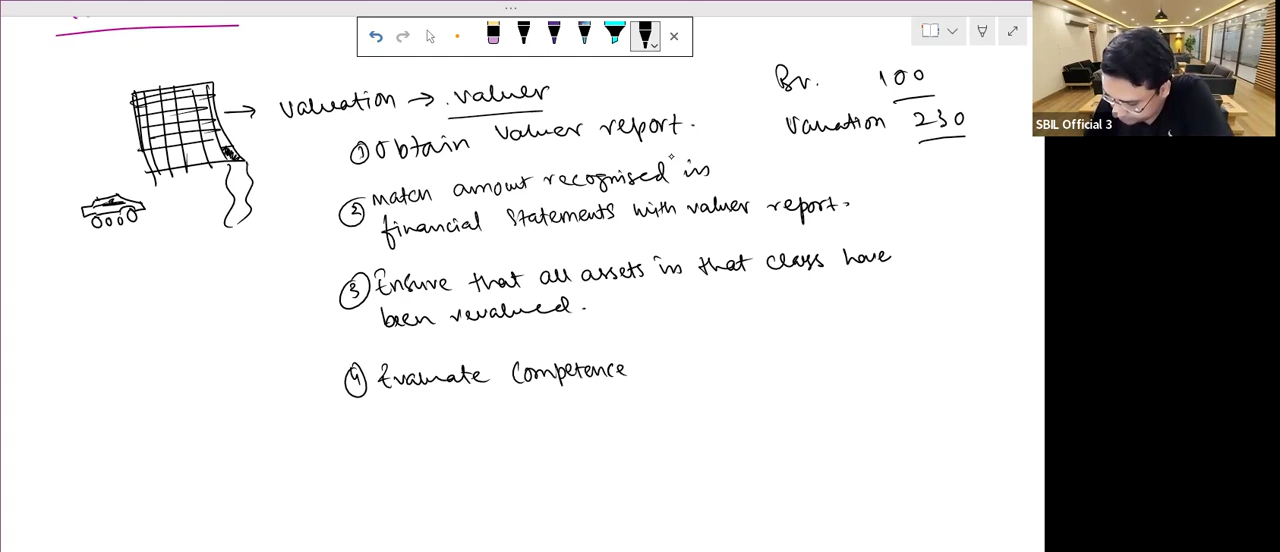 Valuation → valuer
Br. 100
Valuation 230
① Obtain valuer report.
② Match amount recognised in
financial statements with valuer report.
③ Ensure that all assets in that class have
been revalued.
④ Evaluate Competence
SBIL Official 3